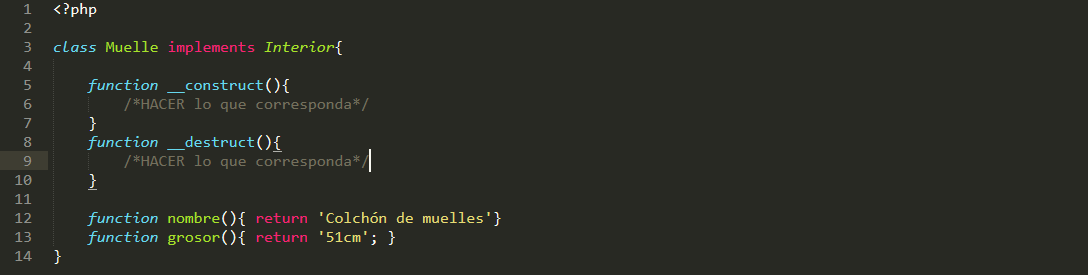 1 <?php
2
3 class Muelle implements Interior{
4
5 function __construct(){
6 /*HACER lo que corresponda*/
7 }
8 function __destruct(){
9 /*HACER lo que corresponda*/
10 }
11
12 function nombre(){ return 'Colchón de muelles'}
13 function grosor(){ return '51cm'; }
14 }